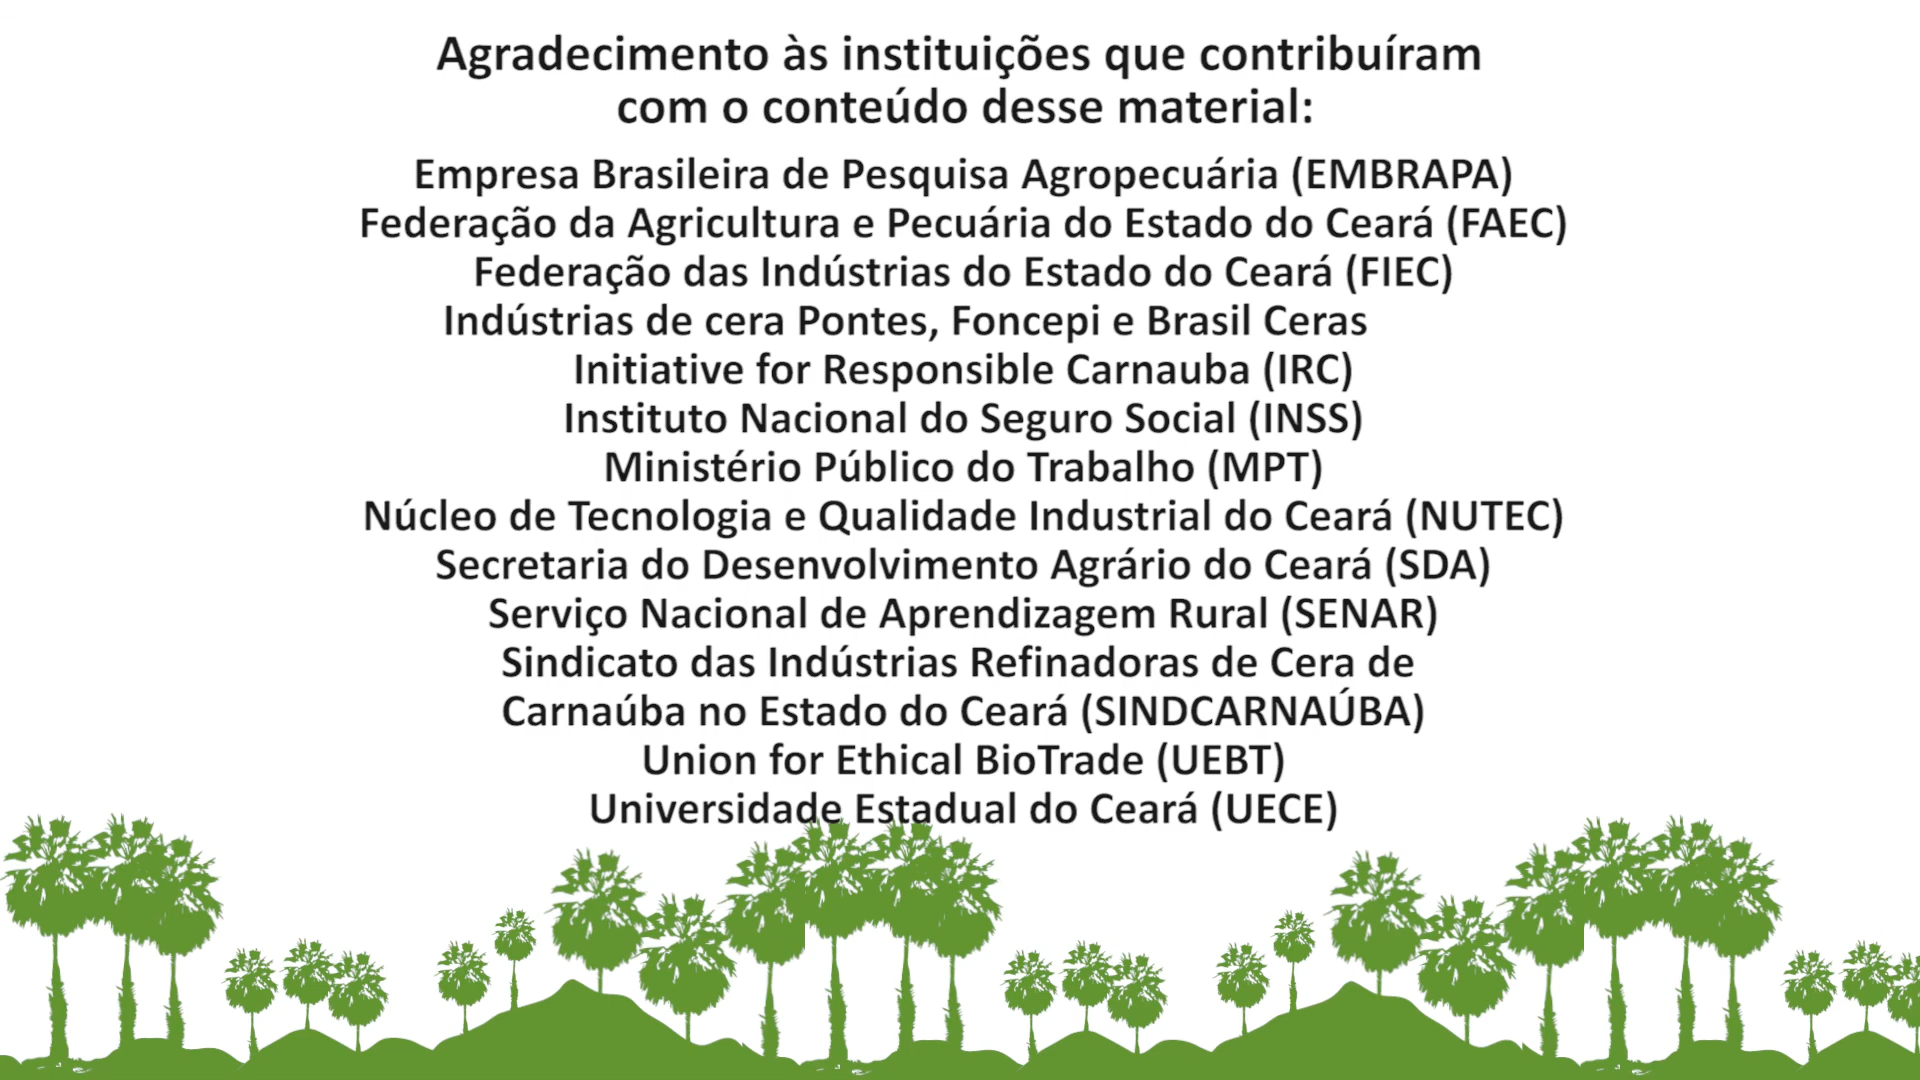 Agradecimento às instituições que contribuíram
com o conteúdo desse material:
Empresa Brasileira de Pesquisa Agropecuária (EMBRAPA)
Federação da Agricultura e Pecuária do Estado do Ceará (FAEC)
Federação das Indústrias do Estado do Ceará (FIEC)
Indústrias de cera Pontes, Foncepi e Brasil Ceras
Initiative for Responsible Carnauba (IRC)
Instituto Nacional do Seguro Social (INSS)
Ministério Público do Trabalho (MPT)
Núcleo de Tecnologia e Qualidade Industrial do Ceará (NUTEC)
Secretaria do Desenvolvimento Agrário do Ceará (SDA)
Serviço Nacional de Aprendizagem Rural (SENAR)
Sindicato das Indústrias Refinadoras de Cera de
Carnaúba no Estado do Ceará (SINDCARNAÚBA)
Union for Ethical BioTrade (UEBT)
Universidade Estadual do Ceará (UECE)